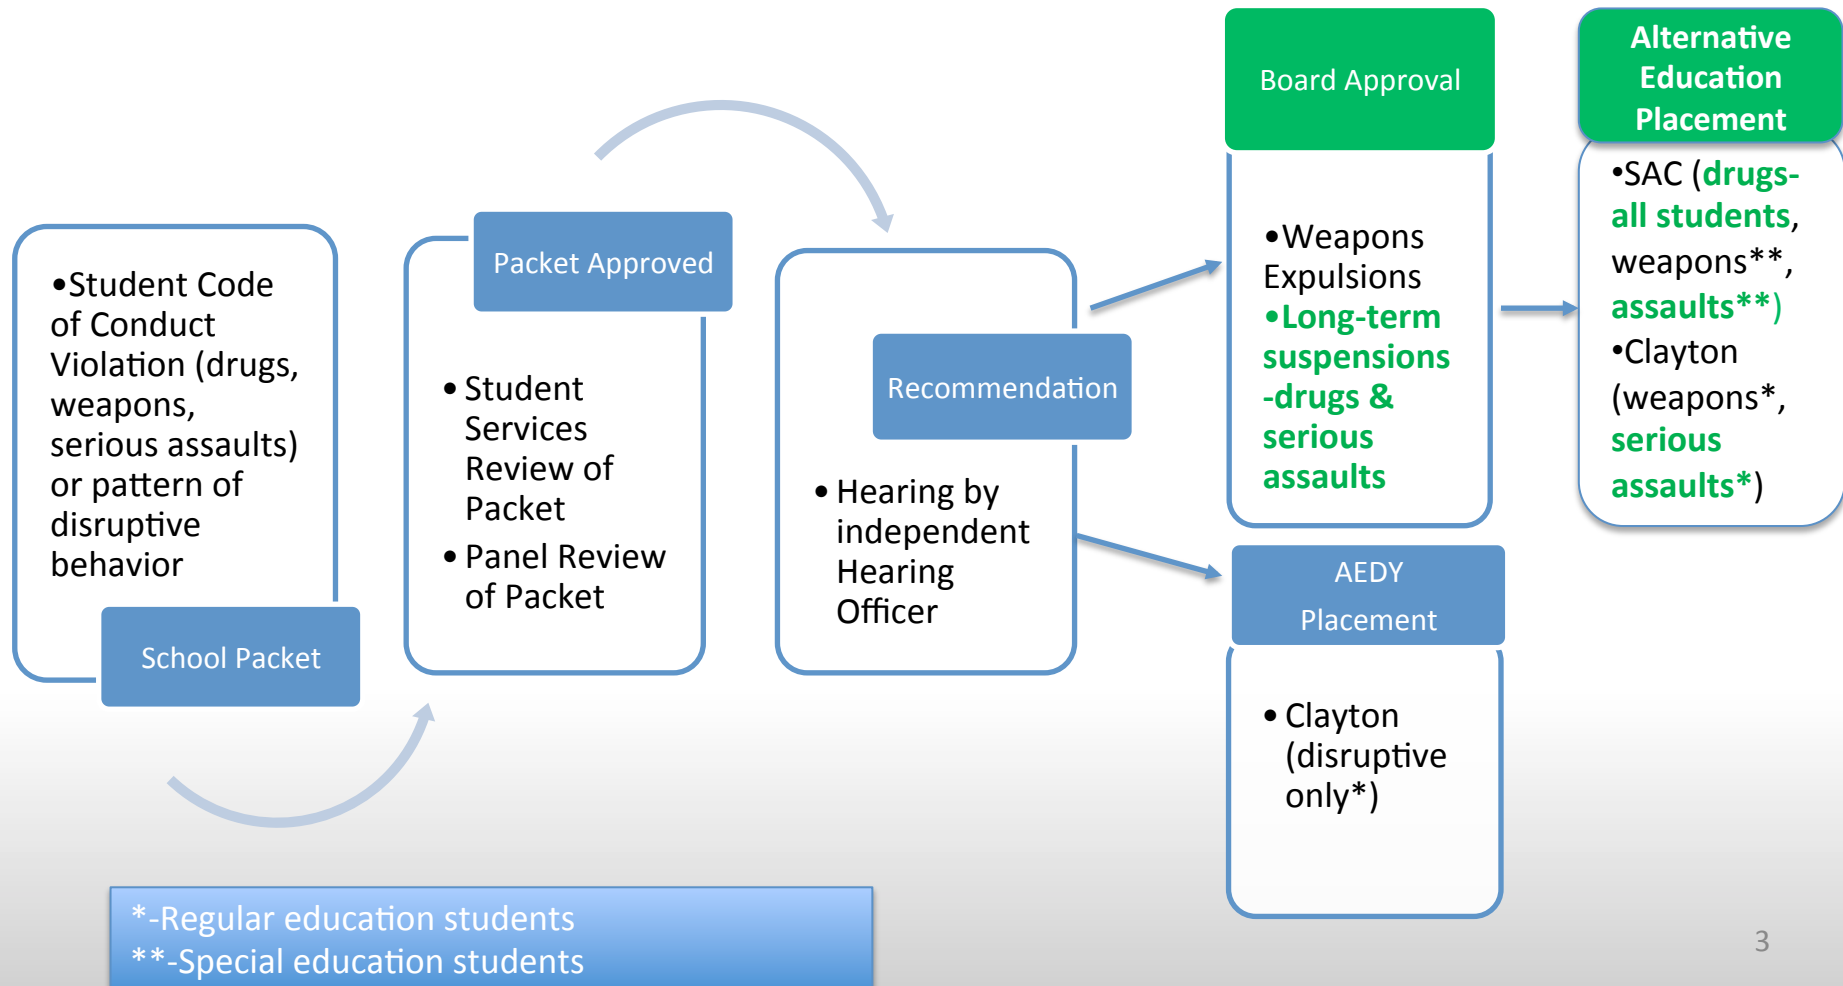 •Student Code
of Conduct
Violation (drugs,
weapons,
serious assaults)
or pattern of
disruptive
behavior
School Packet
Packet Approved
• Student
Services
Review of
Packet
• Panel Review
of Packet
Recommendation
• Hearing by
independent
Hearing
Officer
Board Approval
•Weapons
Expulsions
•Long-term
suspensions
-drugs &
serious
assaults
AEDY
Placement
• Clayton
(disruptive
only*)
Alternative
Education
Placement
•SAC (drugs-
all students,
weapons**,
assaults**)
•Clayton
(weapons*,
serious
assaults*)
*-Regular education students
**-Special education students
3